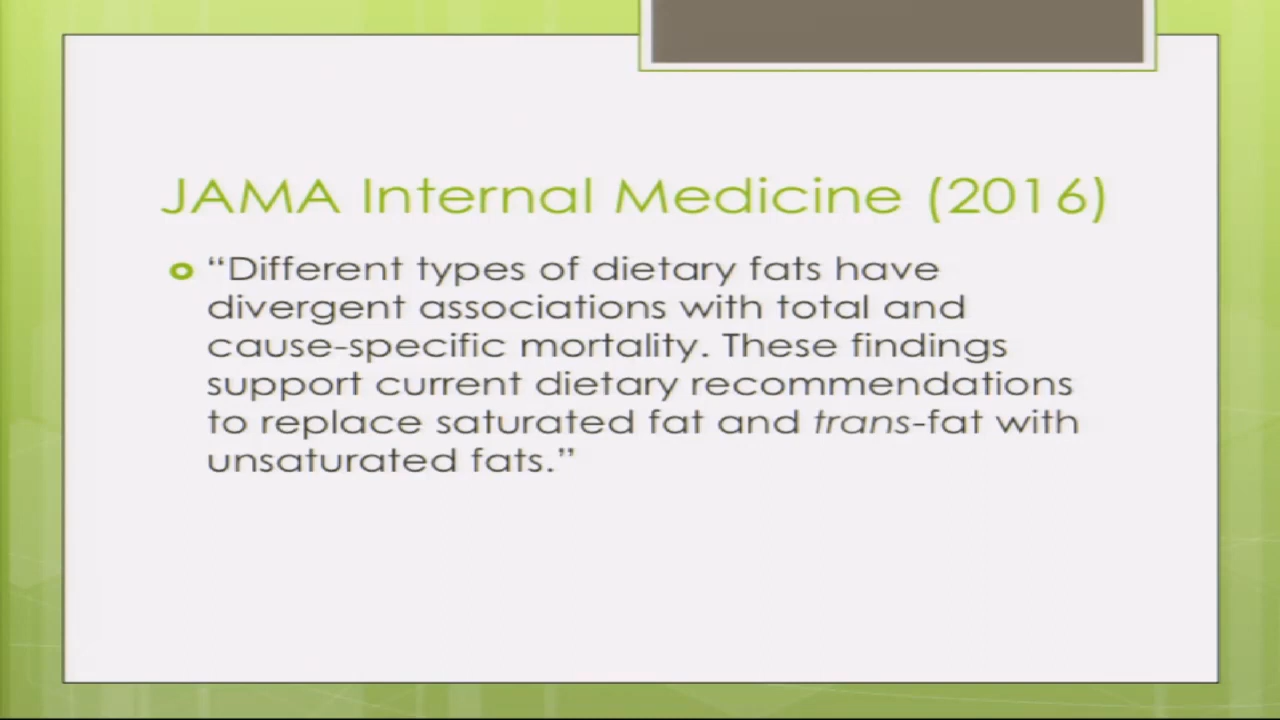 JAMA Internal Medicine (2016)
“Different types of dietary fats have
divergent associations with total and
cause-specific mortality. These findings
support current dietary recommendations
to replace saturated fat and trans-fat with
unsaturated fats.”